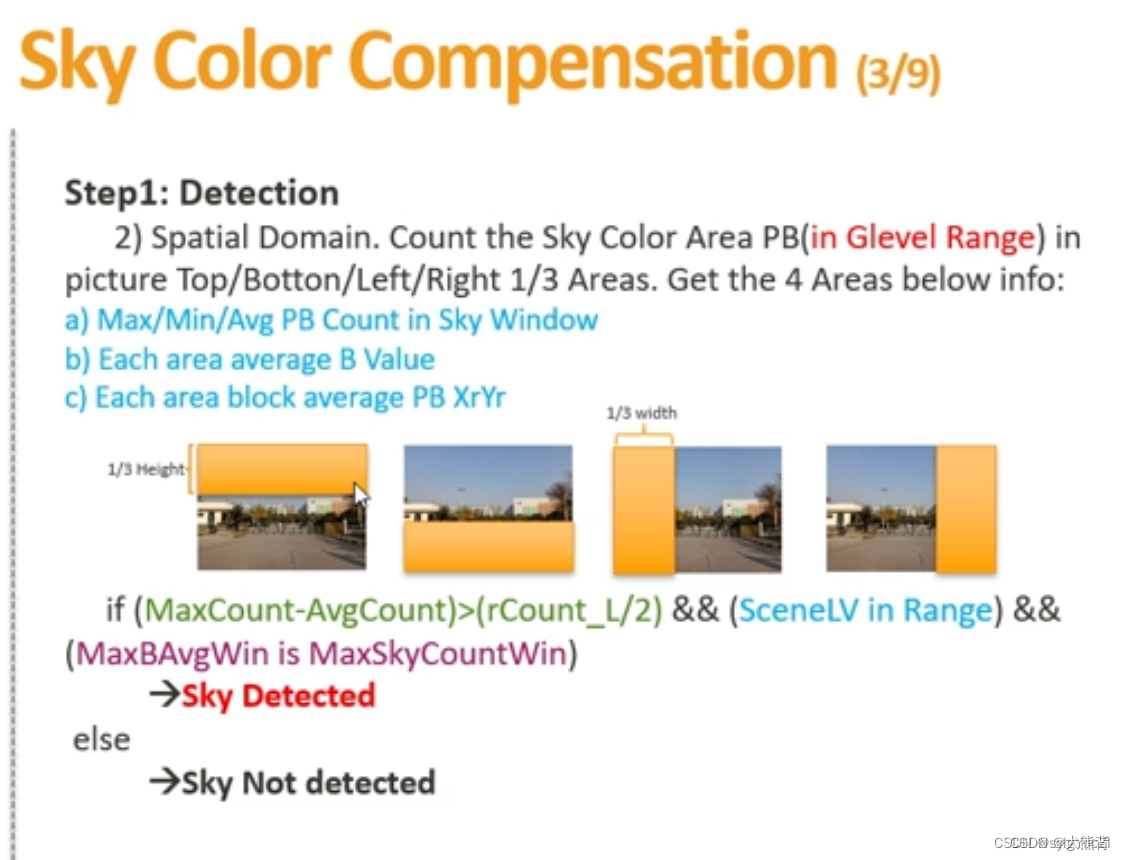 Sky Color Compensation (3/9)
Step1: Detection
2) Spatial Domain. Count the Sky Color Area PB(in Glevel Range) in
picture Top/Botton/Left/Right 1/3 Areas. Get the 4 Areas below info:
a) Max/Min/Avg PB Count in Sky Window
b) Each area average B Value
c) Each area block average PB XrYr
1/3 width
1/3 Height
if (MaxCount-AvgCount)>(rCount_L/2) && (SceneLV in Range) &&
(MaxBAvgWin is MaxSkyCountWin)
→Sky Detected
else
→Sky Not detected